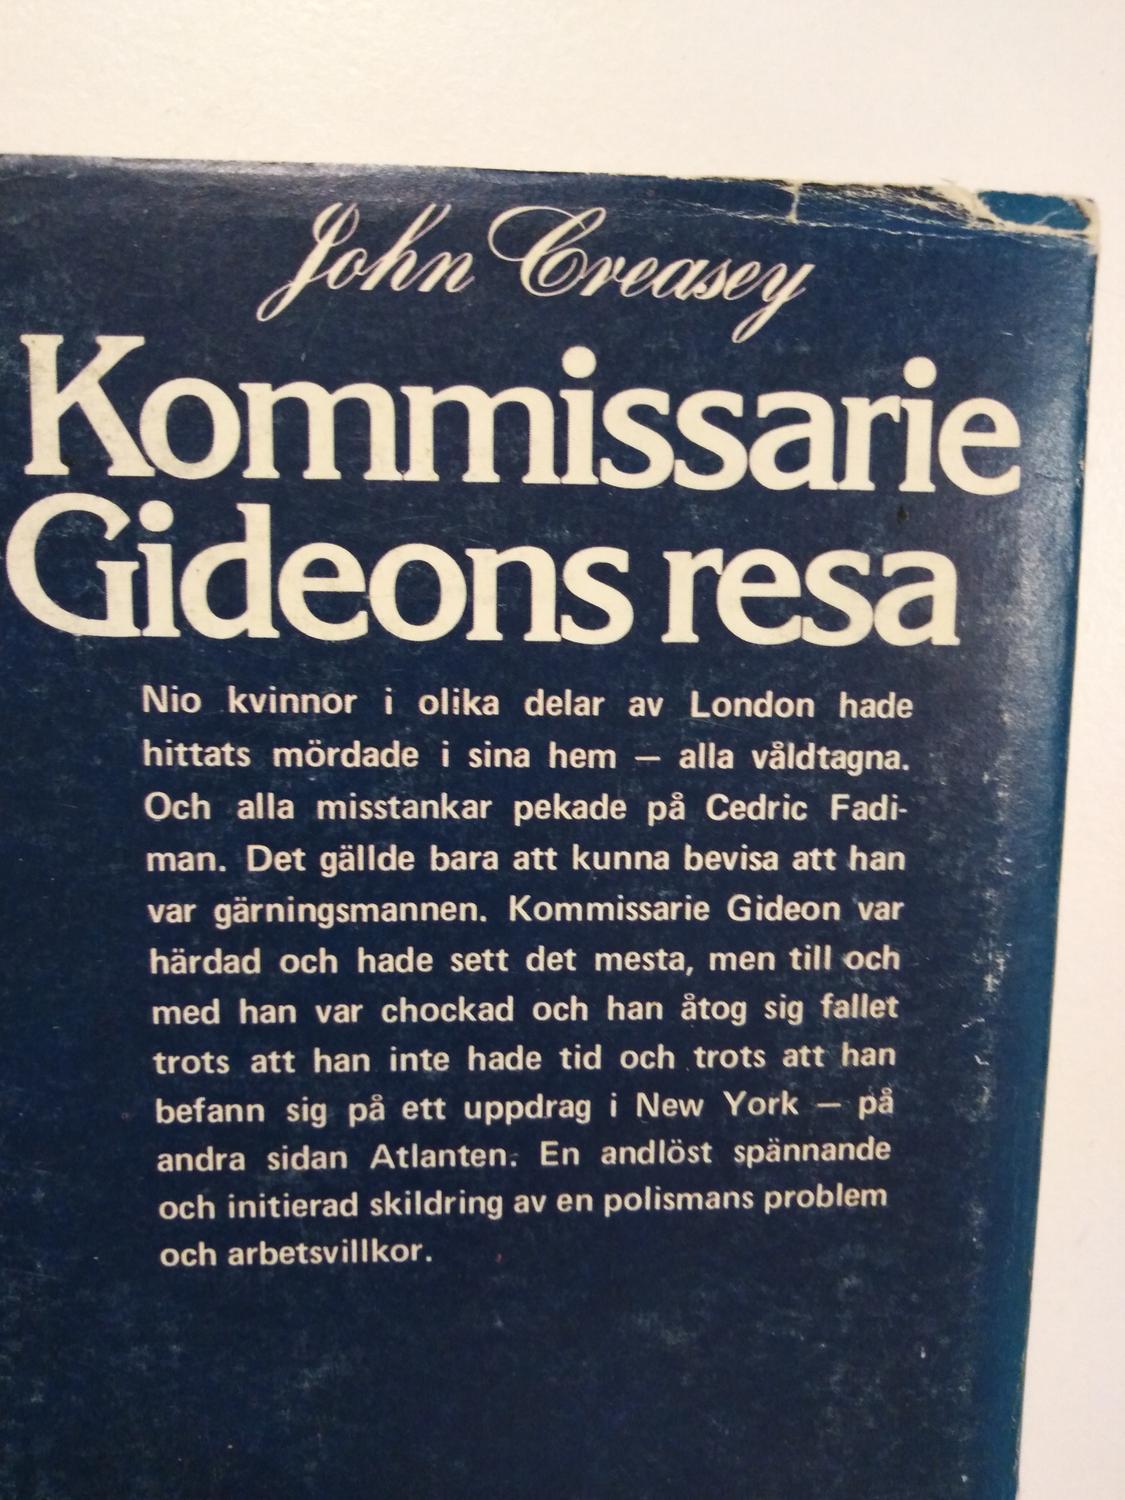 John Creasey
Kommissarie
Gideons resa
Nio kvinnor i olika delar av London hade
hittats mördade i sina hem — alla våldtagna.
Och alla misstankar pekade på Cedric Fadi-
man. Det gällde bara att kunna bevisa att han
var gärningsmannen. Kommissarie Gideon var
härdad och hade sett det mesta, men till och
med han var chockad och han åtog sig fallet
trots att han inte hade tid och trots att han
befann sig på ett uppdrag i New York — på
andra sidan Atlanten. En andlöst spännande
och initierad skildring av en polismans problem
och arbetsvillkor.